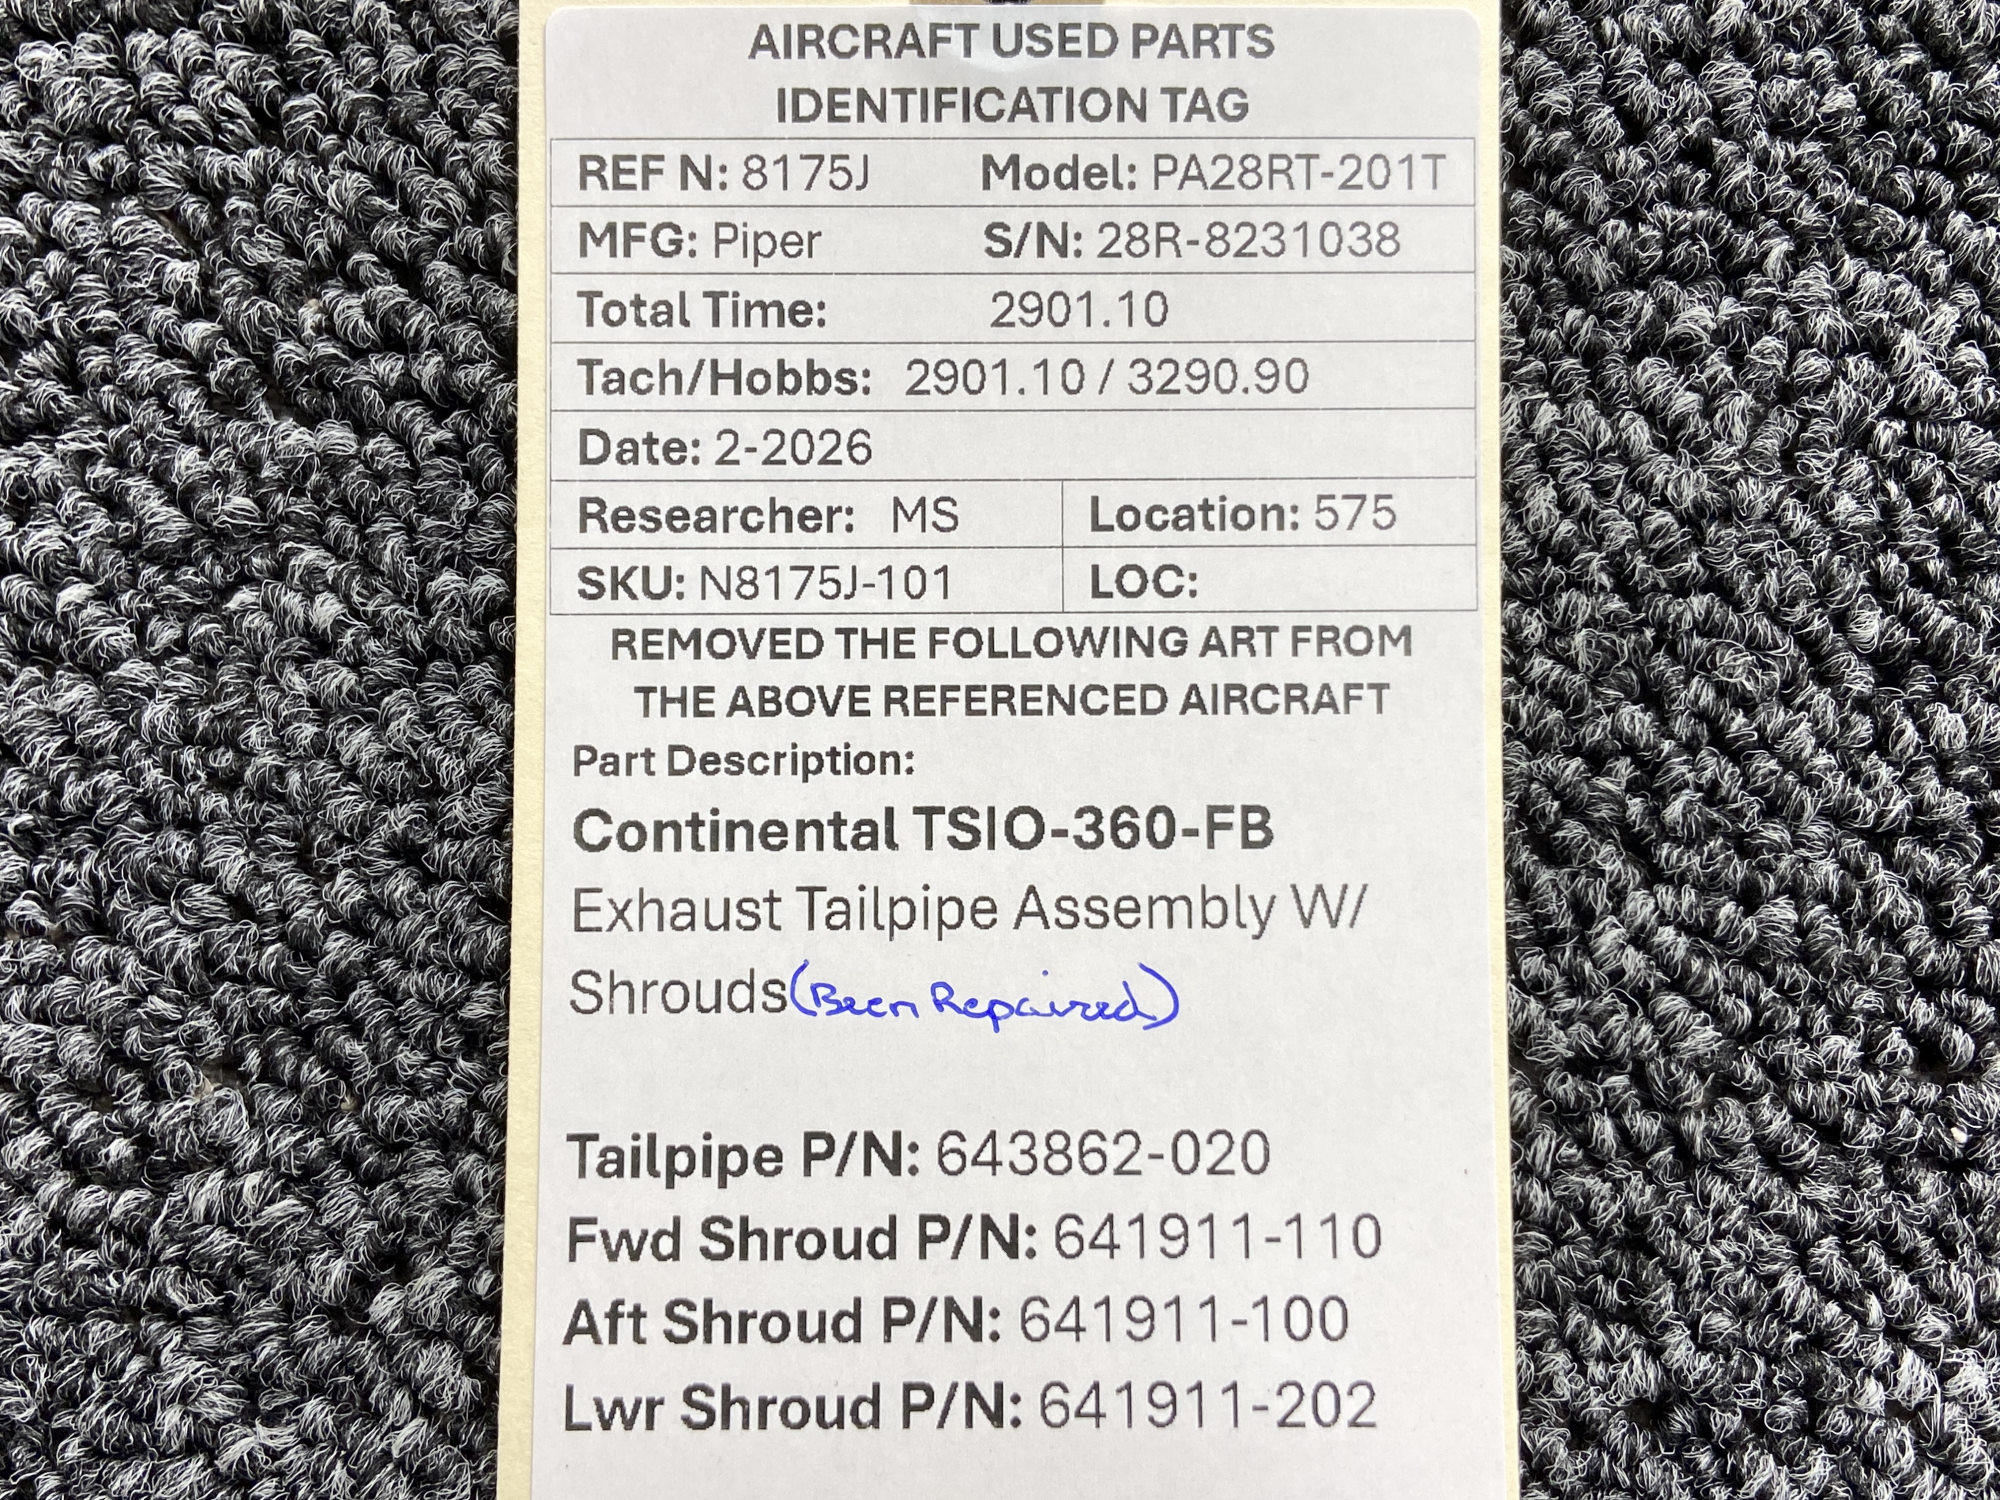 AIRCRAFT USED PARTS
IDENTIFICATION TAG
REF N: 8175J Model: PA28RT-201T
MFG: Piper S/N: 28R-8231038
Total Time: 2901.10
Tach/Hobbs: 2901.10 / 3290.90
Date: 2-2026
Researcher: MS Location: 575
SKU: N8175J-101 LOC:
REMOVED THE FOLLOWING ART FROM
THE ABOVE REFERENCED AIRCRAFT
Part Description:
Continental TSIO-360-FB
Exhaust Tailpipe Assembly W/
Shrouds (Been Repaired)
Tailpipe P/N: 643862-020
Fwd Shroud P/N: 641911-110
Aft Shroud P/N: 641911-100
Lwr Shroud P/N: 641911-202